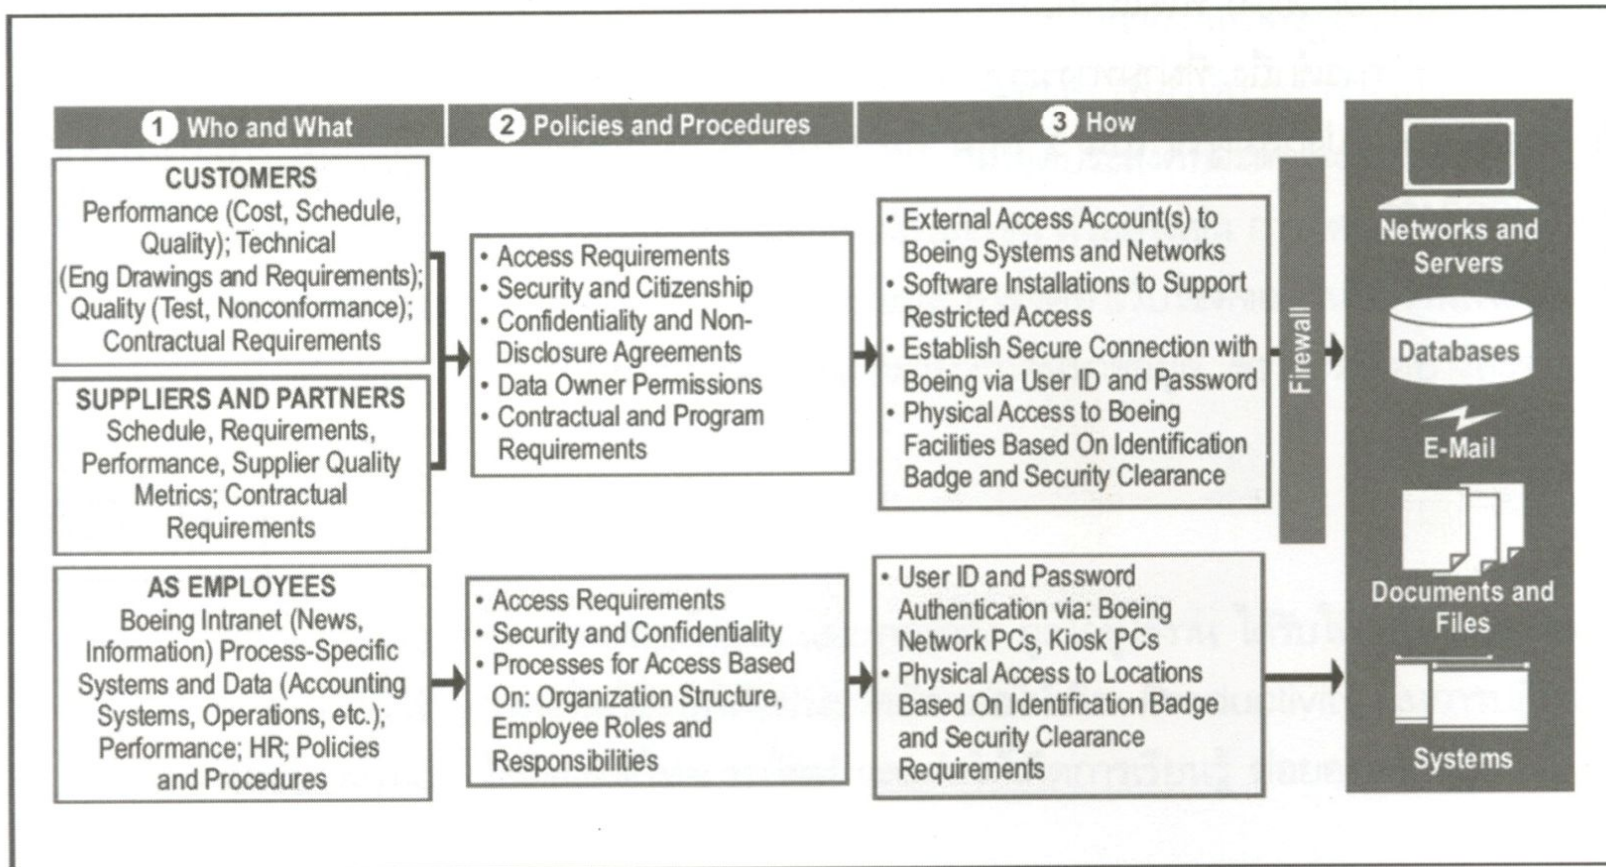 1 Who and What
2 Policies and Procedures
3 How
CUSTOMERS
Performance (Cost, Schedule,
Quality); Technical
(Eng Drawings and Requirements);
Quality (Test, Nonconformance);
Contractual Requirements
SUPPLIERS AND PARTNERS
Schedule, Requirements,
Performance, Supplier Quality
Metrics; Contractual
Requirements
AS EMPLOYEES
Boeing Intranet (News,
Information) Process-Specific
Systems and Data (Accounting
Systems, Operations, etc.);
Performance; HR; Policies
and Procedures
• Access Requirements
• Security and Citizenship
• Confidentiality and Non-
Disclosure Agreements
• Data Owner Permissions
• Contractual and Program
Requirements
• Access Requirements
• Security and Confidentiality
• Processes for Access Based
On: Organization Structure,
Employee Roles and
Responsibilities
• External Access Account(s) to
Boeing Systems and Networks
• Software Installations to Support
Restricted Access
• Establish Secure Connection with
Boeing via User ID and Password
• Physical Access to Boeing
Facilities Based On Identification
Badge and Security Clearance
• User ID and Password
Authentication via: Boeing
Network PCs, Kiosk PCs
• Physical Access to Locations
Based On Identification Badge
and Security Clearance
Requirements
Firewall
Networks and
Servers
Databases
E-Mail
Documents and
Files
Systems